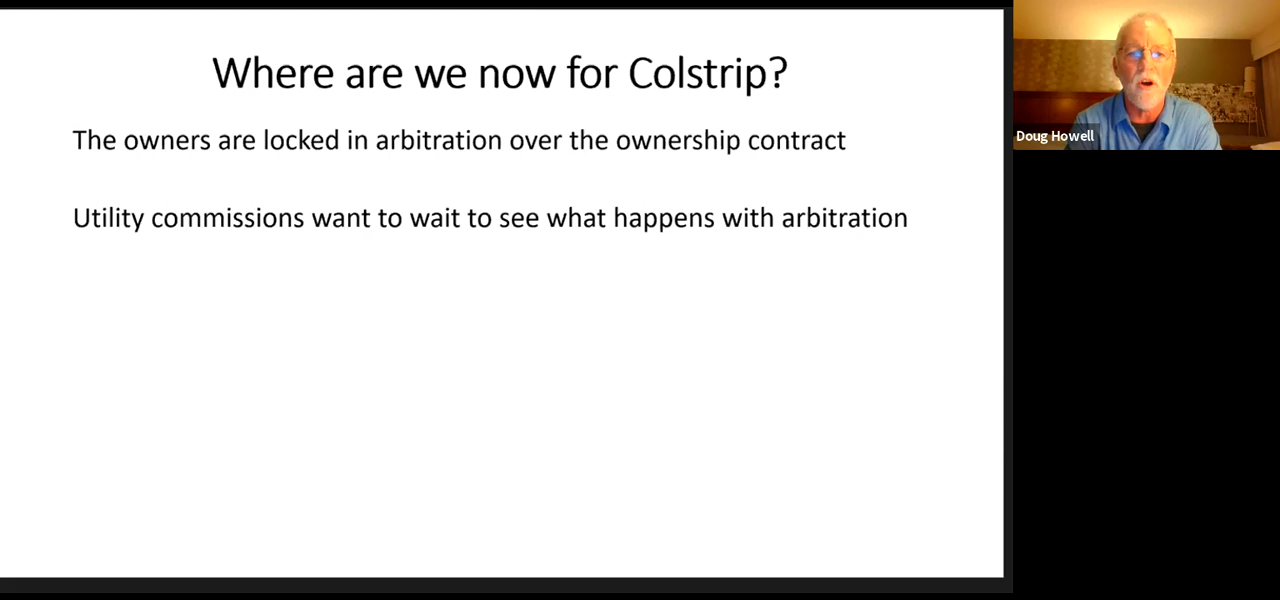 Where are we now for Colstrip?
The owners are locked in arbitration over the ownership contract
Utility commissions want to wait to see what happens with arbitration
Doug Howell